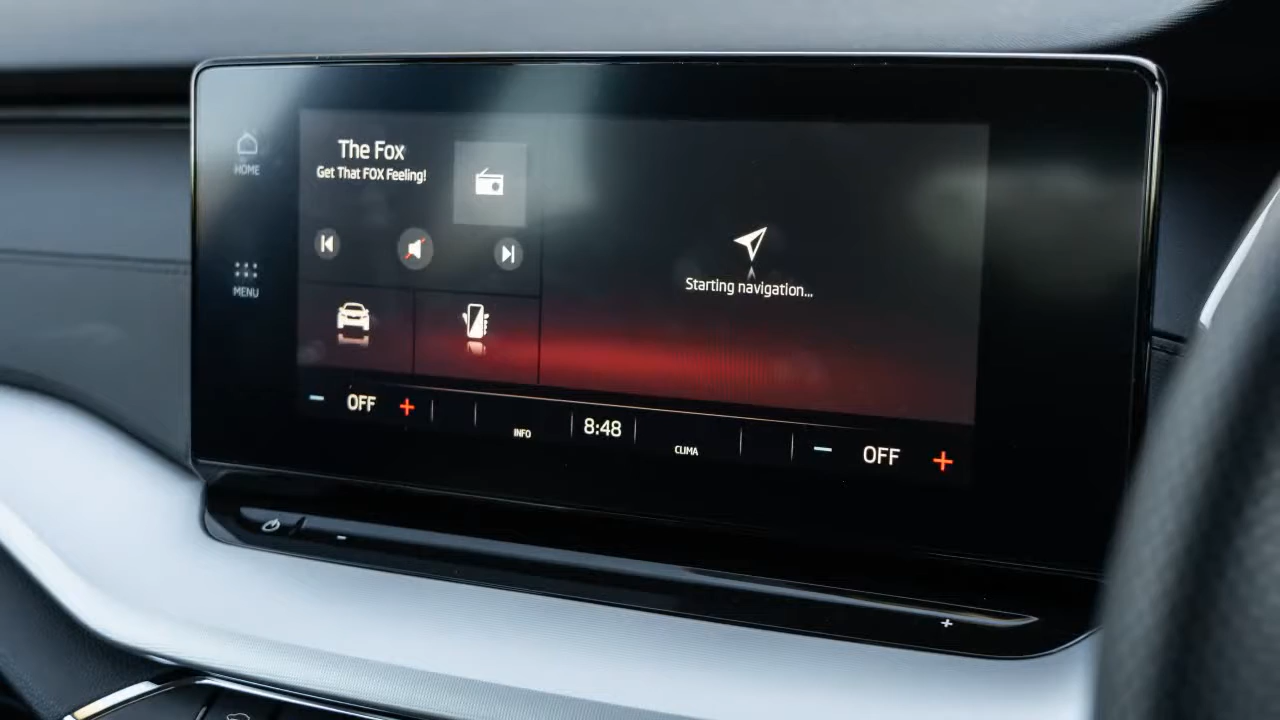 The Fox
Get That FOX Feeling!
HOME
MENU
Starting navigation...
- OFF +
INFO
8:48
CLIMA
- OFF +
- +